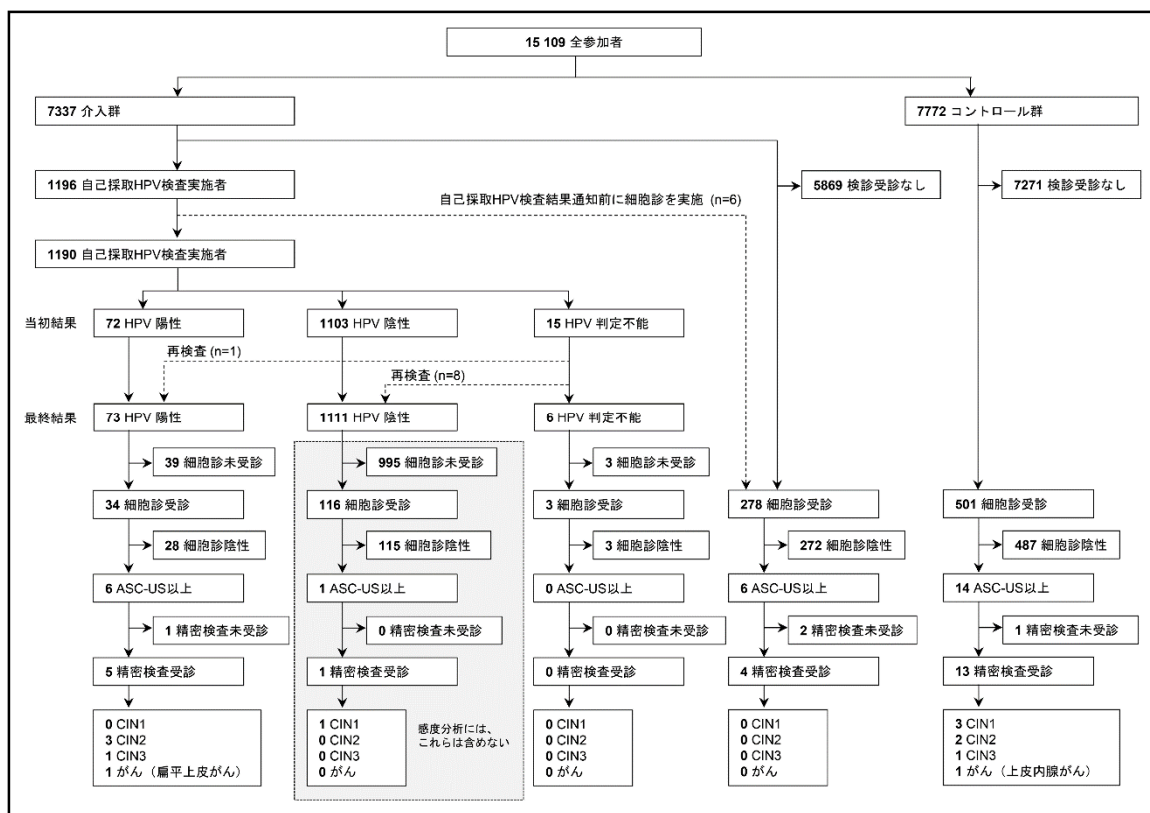 15 109 全参加者
7337 介入群
7772 コントロール群
1196 自己採取HPV検査実施者
5869 検診受診なし
7271 検診受診なし
自己採取HPV検査結果通知前に細胞診を実施 (n=6)
1190 自己採取HPV検査実施者
当初結果
72 HPV 陽性
1103 HPV 陰性
15 HPV 判定不能
再検査 (n=1)
再検査 (n=8)
最終結果
73 HPV 陽性
1111 HPV 陰性
6 HPV 判定不能
39 細胞診未受診
995 細胞診未受診
3 細胞診未受診
34 細胞診受診
116 細胞診受診
3 細胞診受診
278 細胞診受診
501 細胞診受診
28 細胞診陰性
115 細胞診陰性
3 細胞診陰性
272 細胞診陰性
487 細胞診陰性
6 ASC-US以上
1 ASC-US以上
0 ASC-US以上
6 ASC-US以上
14 ASC-US以上
1 精密検査未受診
0 精密検査未受診
0 精密検査未受診
2 精密検査未受診
1 精密検査未受診
5 精密検査受診
1 精密検査受診
0 精密検査受診
4 精密検査受診
13 精密検査受診
0 CIN1
3 CIN2
1 CIN3
1 がん（扁平上皮がん）
1 CIN1
0 CIN2
0 CIN3
0 がん
感度分析には、
これらは含めない
0 CIN1
0 CIN2
0 CIN3
0 がん
0 CIN1
0 CIN2
0 CIN3
0 がん
3 CIN1
2 CIN2
1 CIN3
1 がん（上皮内腺がん）